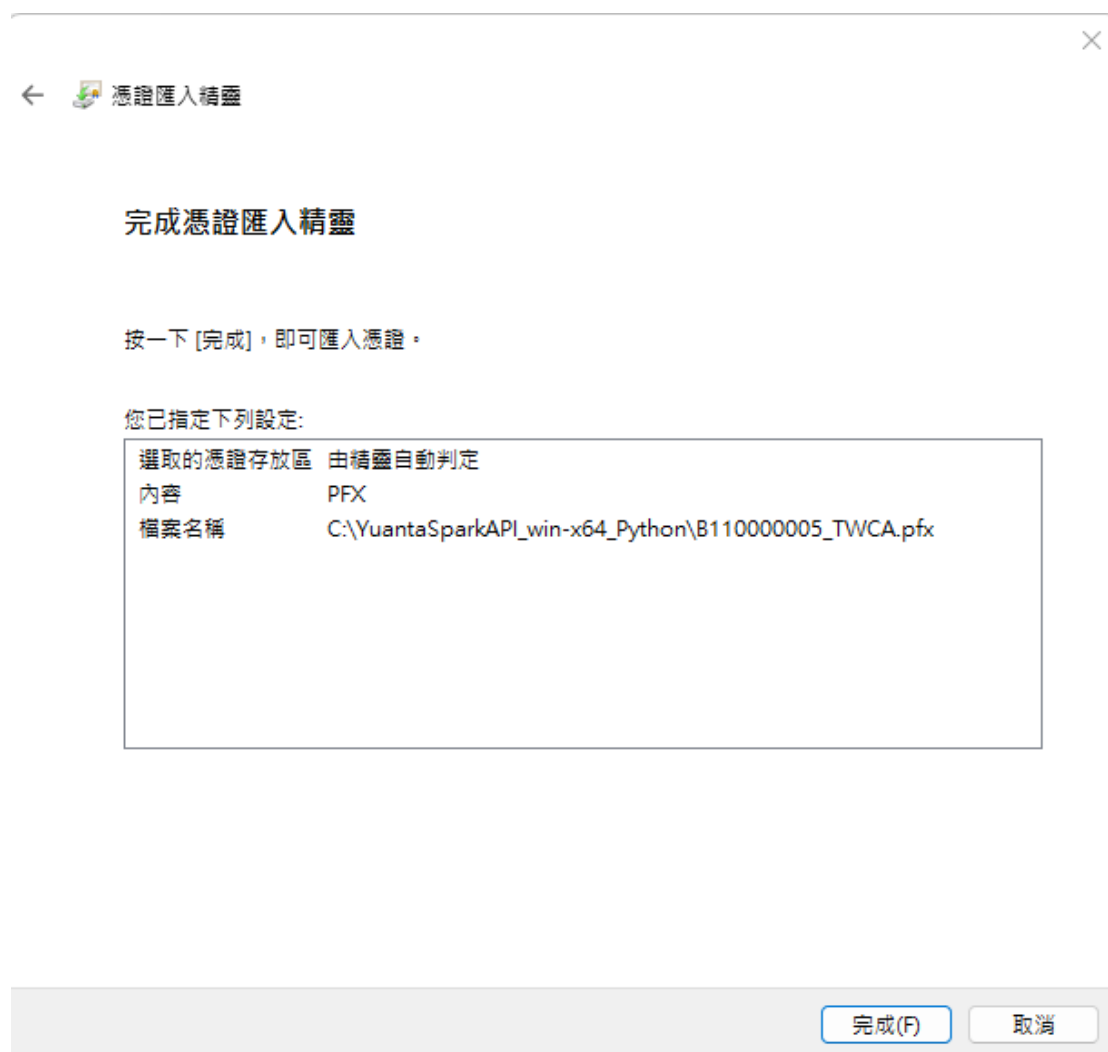 憑證匯入精靈
完成憑證匯入精靈
按一下 [完成]，即可匯入憑證。
您已指定下列設定:
選取的憑證存放區 由精靈自動判定
內容 PFX
檔案名稱 C:\YuantaSparkAPI_win-x64_Python\B110000005_TWCA.pfx
完成(F) 取消